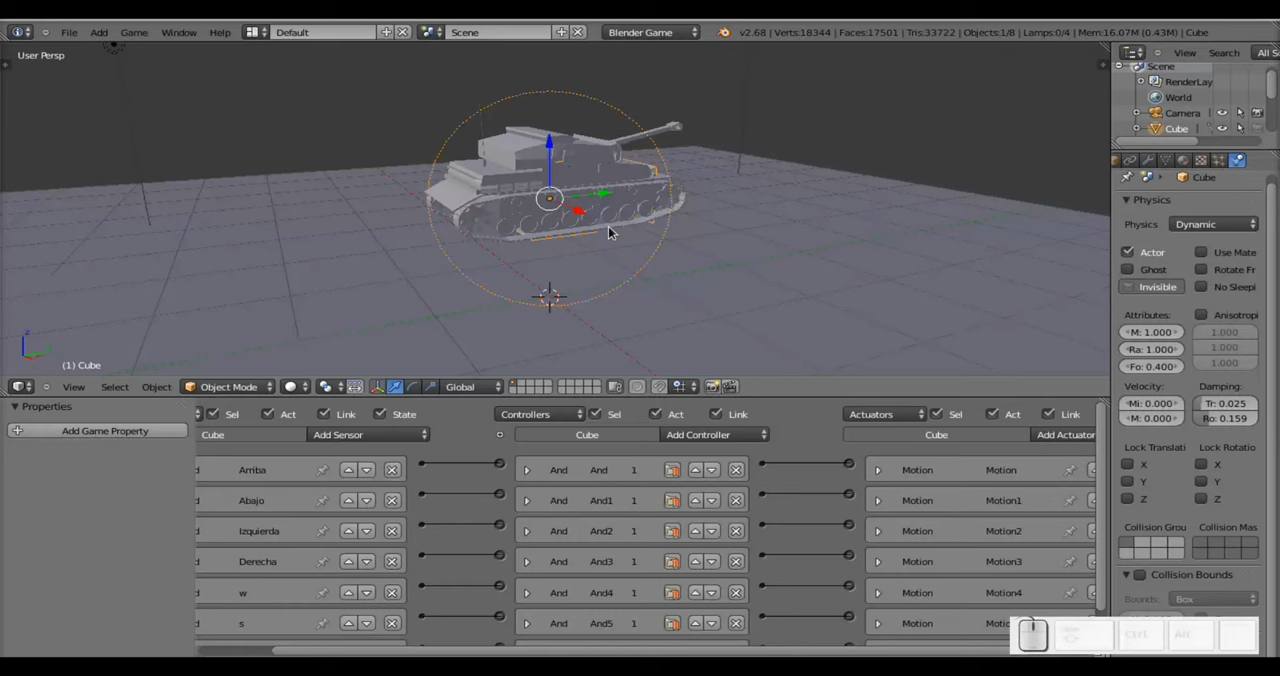 File Add Game Window Help Default Scene Blender Game v2.68 | Verts:18344 | Faces:17501 | Tris:33722 | Objects:1/8 | Lamps:0/4 | Mem:16.07M (0.43M) | Cube
User Persp
View Search All S
Scene
RenderLay
World
Camera
Cube
Cube
Physics
Physics Dynamic
Actor Use Mate
Ghost Rotate Fr
Invisible No Sleepi
Attributes: Anisotropi
M: 1.000 1.000
Ra: 1.000 1.000
Fo: 0.400 1.000
Velocity: Damping:
Mi: 0.000 Tr: 0.025
M: 0.000 Ro: 0.159
Lock Translati Lock Rotatio
X X
Y Y
Z Z
Collision Grou Collision Mas
Collision Bounds
Bounds: Box
z
(1) Cube
View Select Object Object Mode Global
Properties
Add Game Property
Sel Act Link State Controllers Sel Act Link Actuators Sel Act Link
Cube Add Sensor Cube Add Controller Cube Add Actuator
d Arriba And And 1 Motion Motion
d Abajo And And1 1 Motion Motion1
d Izquierda And And2 1 Motion Motion2
d Derecha And And3 1 Motion Motion3
d w And And4 1 Motion Motion4
d s And And5 1 Motion
Ctrl Alt